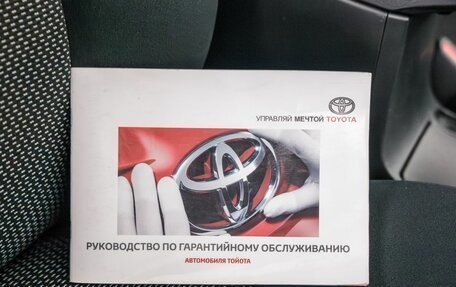 УПРАВЛЯЙ МЕЧТОЙ TOYOTA
РУКОВОДСТВО ПО ГАРАНТИЙНОМУ ОБСЛУЖИВАНИЮ
АВТОМОБИЛЯ ТОЙОТА